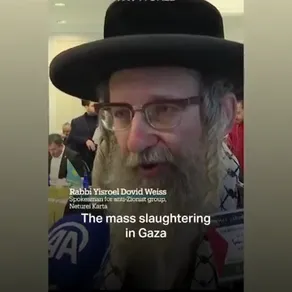 Rabbi Yisroel Dovid Weiss
Spokesman for anti-Zionist group,
Neturei Karta
The mass slaughtering
in Gaza